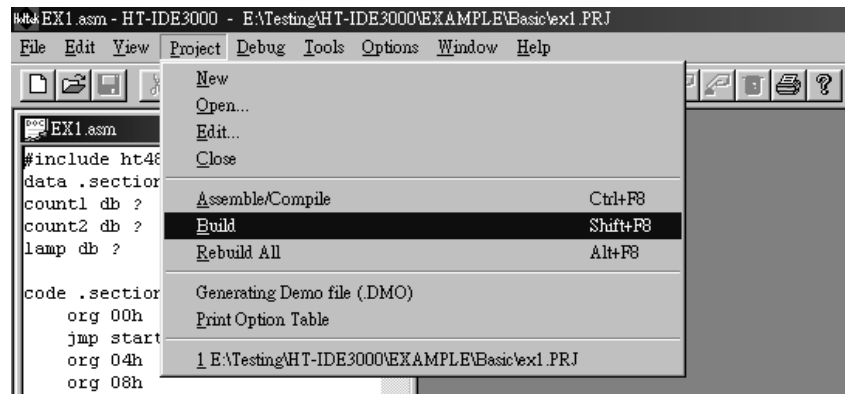 EX1.asm - HT-IDE3000 - E:\Testing\HT-IDE3000\EXAMPLE\Basic\ex1.PRJ
File Edit View Project Debug Tools Options Window Help
New
Open...
Edit...
Close
Assemble/Compile Ctrl+F8
Build Shift+F8
Rebuild All Alt+F8
Generating Demo file (.DMO)
Print Option Table
1 E:\Testing\HT-IDE3000\EXAMPLE\Basic\ex1.PRJ
EX1.asm
#include ht48
data .section
count1 db ?
count2 db ?
lamp db ?
code .section
org 00h
jmp start
org 04h
org 08h